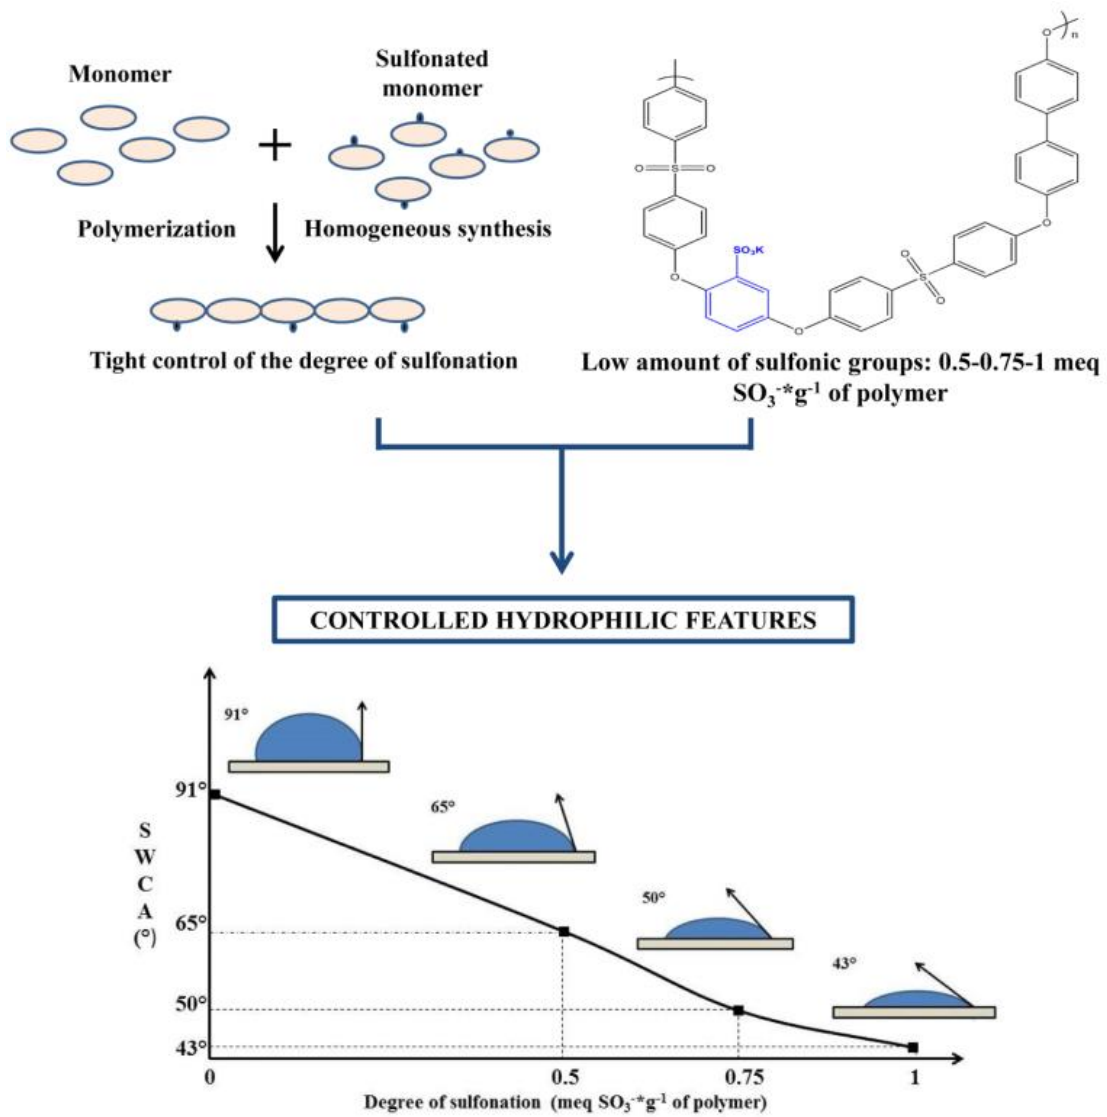 Monomer
Sulfonated
monomer
+
Polymerization
Homogeneous synthesis
Tight control of the degree of sulfonation
O
n
O S O
O
SO₃K
O
O
S
O
O
Low amount of sulfonic groups: 0.5-0.75-1 meq
SO₃⁻*g⁻¹ of polymer
CONTROLLED HYDROPHILIC FEATURES
91°
65°
50°
43°
S
W
C
A
(°)
91°
65°
50°
43°
0
0.5
0.75
1
Degree of sulfonation (meq SO₃⁻*g⁻¹ of polymer)